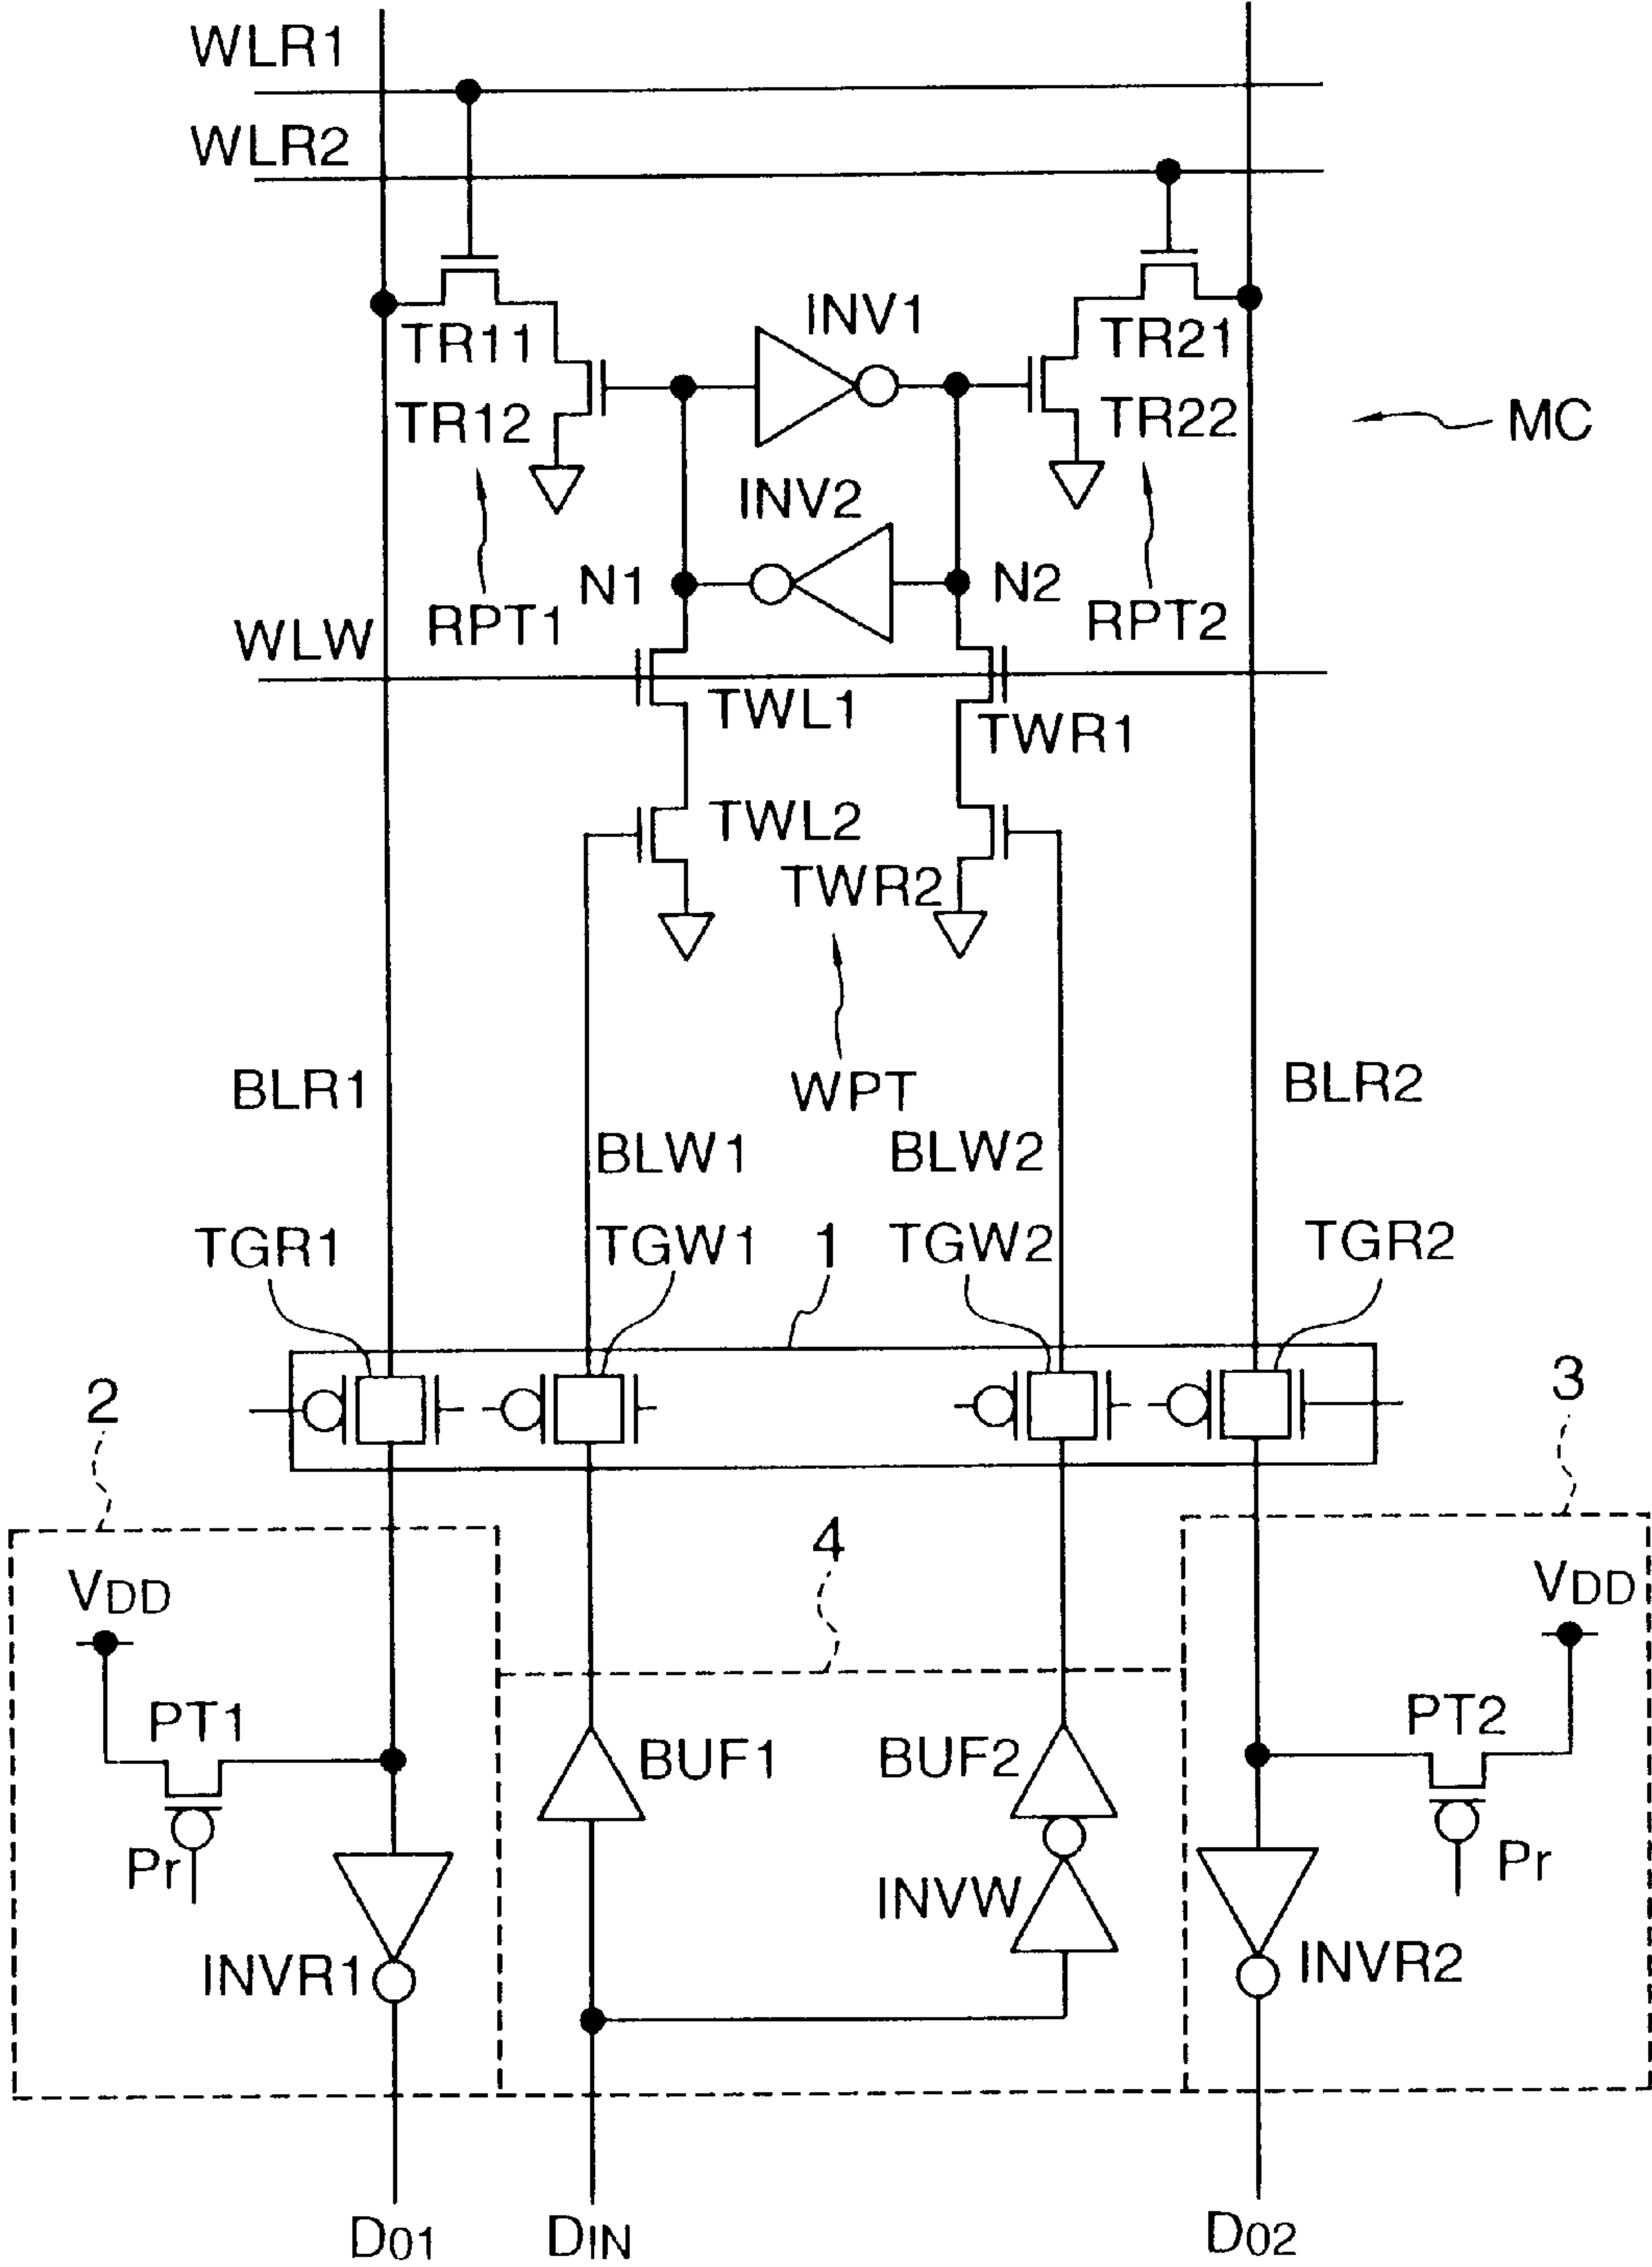 WLR1
WLR2
INV1
TR11
TR21
TR12
TR22
MC
INV2
N1
N2
RPT1
RPT2
WLW
TWL1
TWR1
TWL2
TWR2
WPT
BLR1
BLR2
BLW1
BLW2
TGR1
TGW1
1
TGW2
TGR2
2
3
4
VDD
VDD
PT1
PT2
BUF1
BUF2
Pr
Pr
INVW
INVR1
INVR2
D01
DIN
D02